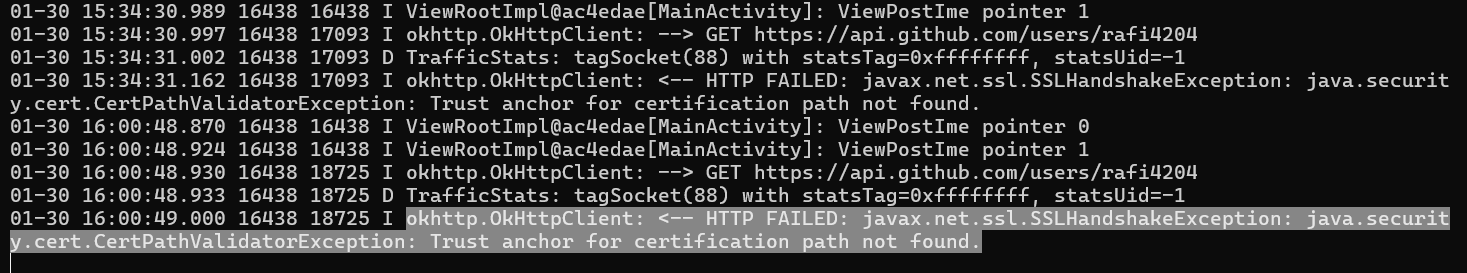 01-30 15:34:30.989 16438 16438 I ViewRootImpl@ac4edae[MainActivity]: ViewPostIme pointer 1
01-30 15:34:30.997 16438 17093 I okhttp.OkHttpClient: --> GET https://api.github.com/users/rafi4204
01-30 15:34:31.002 16438 17093 D TrafficStats: tagSocket(88) with statsTag=0xffffffff, statsUid=-1
01-30 15:34:31.162 16438 17093 I okhttp.OkHttpClient: <-- HTTP FAILED: javax.net.ssl.SSLHandshakeException: java.securit
y.cert.CertPathValidatorException: Trust anchor for certification path not found.
01-30 16:00:48.870 16438 16438 I ViewRootImpl@ac4edae[MainActivity]: ViewPostIme pointer 0
01-30 16:00:48.924 16438 16438 I ViewRootImpl@ac4edae[MainActivity]: ViewPostIme pointer 1
01-30 16:00:48.930 16438 18725 I okhttp.OkHttpClient: --> GET https://api.github.com/users/rafi4204
01-30 16:00:48.933 16438 18725 D TrafficStats: tagSocket(88) with statsTag=0xffffffff, statsUid=-1
01-30 16:00:49.000 16438 18725 I okhttp.OkHttpClient: <-- HTTP FAILED: javax.net.ssl.SSLHandshakeException: java.securit
y.cert.CertPathValidatorException: Trust anchor for certification path not found.